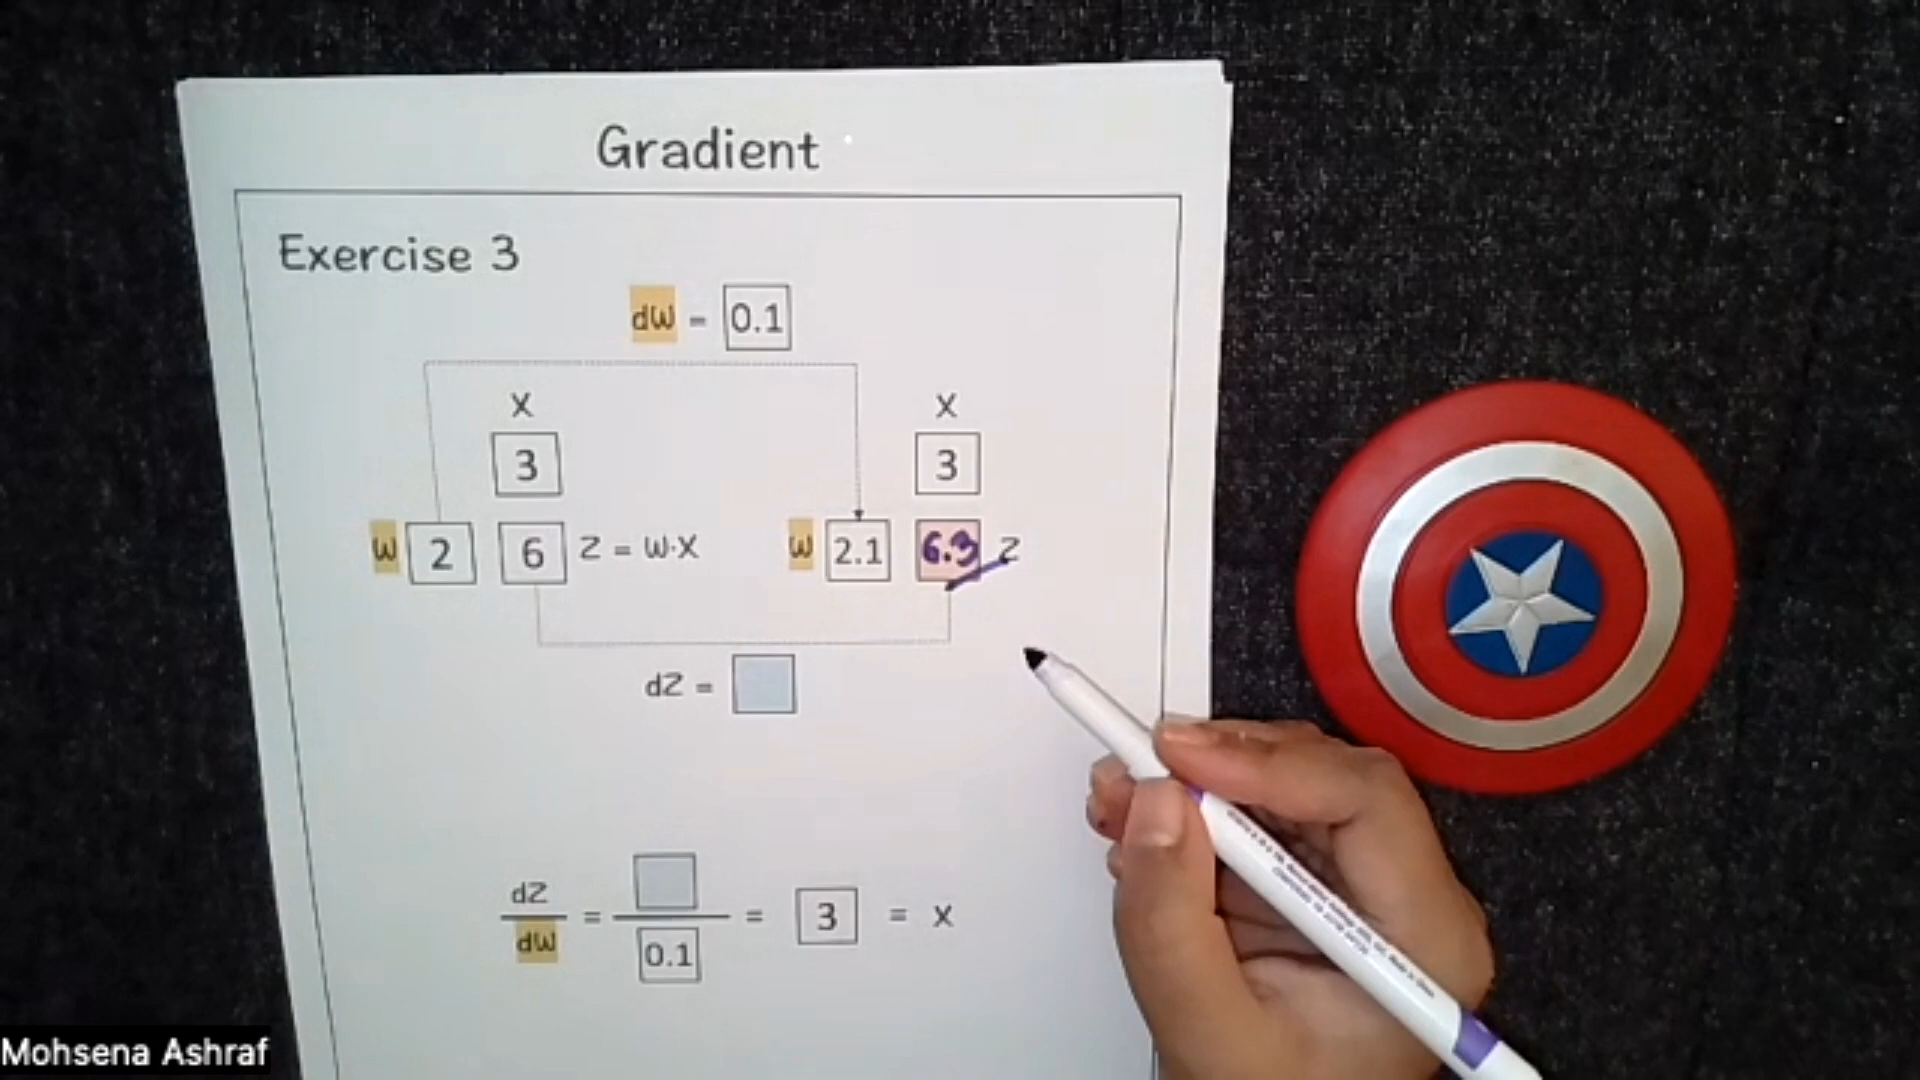 Gradient
Exercise 3
dW = 0.1
X X
3 3
W 2 6 Z = W·X W 2.1 6.3 Z
dZ =
dZ
dW = 0.1 = 3 = X
Mohsena Ashraf